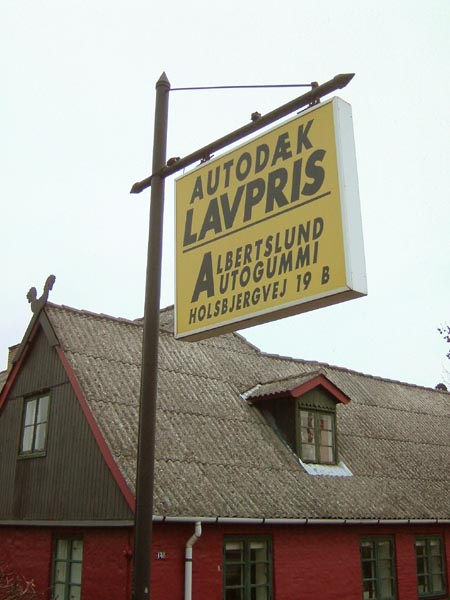 AUTODÆK
LAVPRIS
ALBERTSLUND
AUTOGUMMI
HOLSBJERGVEJ 19 B